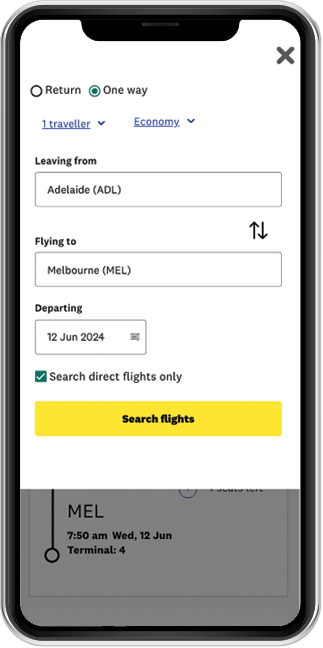 Return One way
1 traveller Economy
Leaving from
Adelaide (ADL)
Flying to
Melbourne (MEL)
Departing
12 Jun 2024
Search direct flights only
Search flights
seats left
MEL
7:50 am Wed, 12 Jun
Terminal: 4